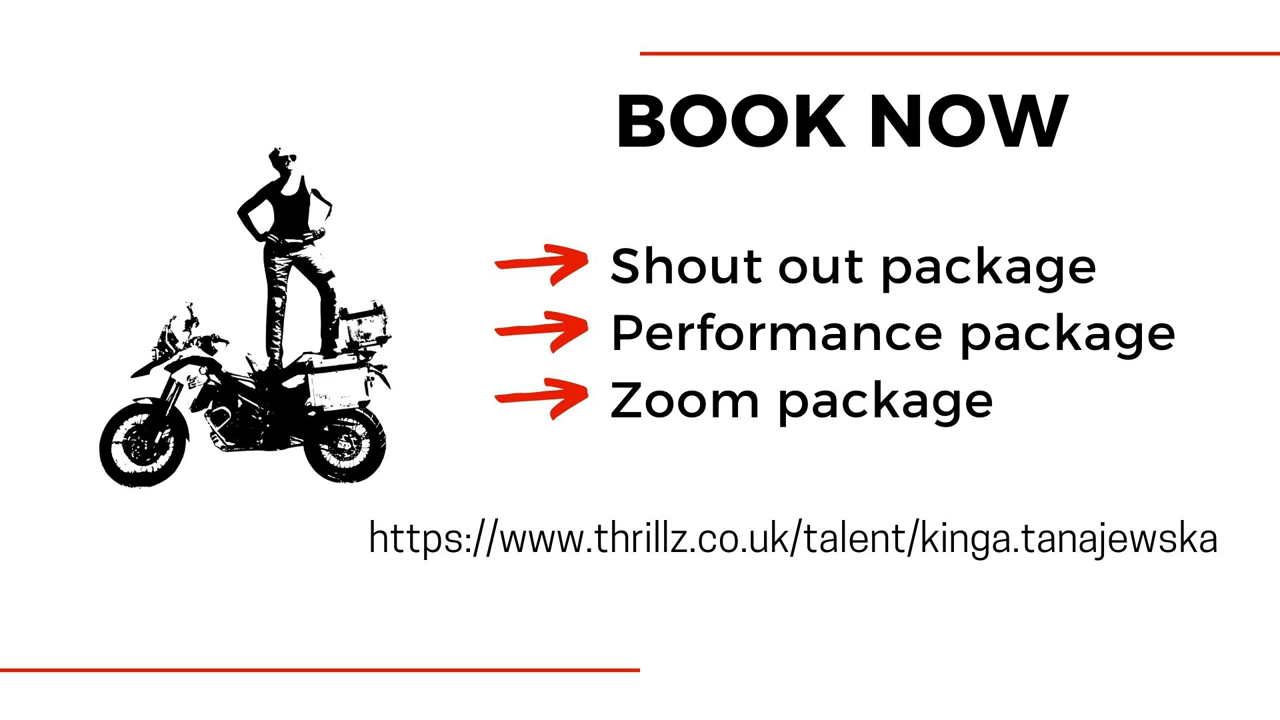 BOOK NOW
Shout out package
Performance package
Zoom package
https://www.thrillz.co.uk/talent/kinga.tanajewska